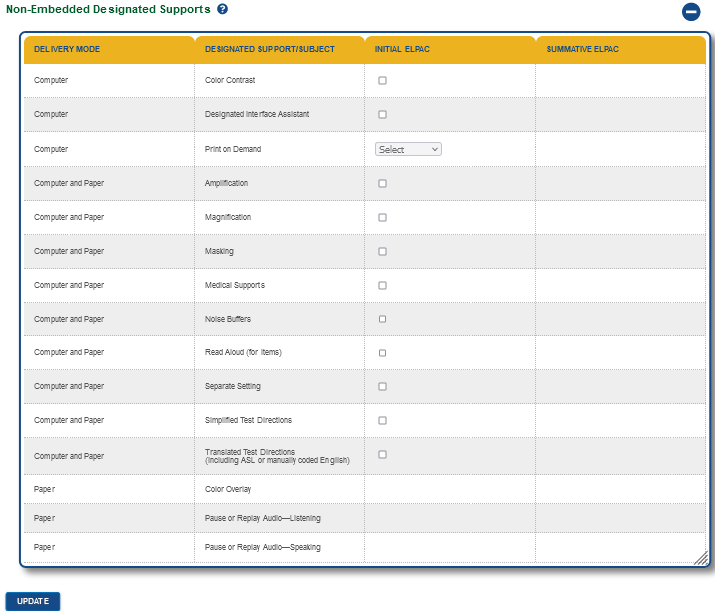 Non-Embedded Designated Supports ?
DELIVERY MODE DESIGNATED SUPPORT/SUBJECT INITIAL ELPAC SUMMATIVE ELPAC
Computer Color Contrast
Computer Designated Interface Assistant
Computer Print on Demand Select
Computer and Paper Amplification
Computer and Paper Magnification
Computer and Paper Masking
Computer and Paper Medical Supports
Computer and Paper Noise Buffers
Computer and Paper Read Aloud (for items)
Computer and Paper Separate Setting
Computer and Paper Simplified Test Directions
Computer and Paper Translated Test Directions
(including ASL or manually coded English)
Paper Color Overlay
Paper Pause or Replay Audio—Listening
Paper Pause or Replay Audio—Speaking
UPDATE